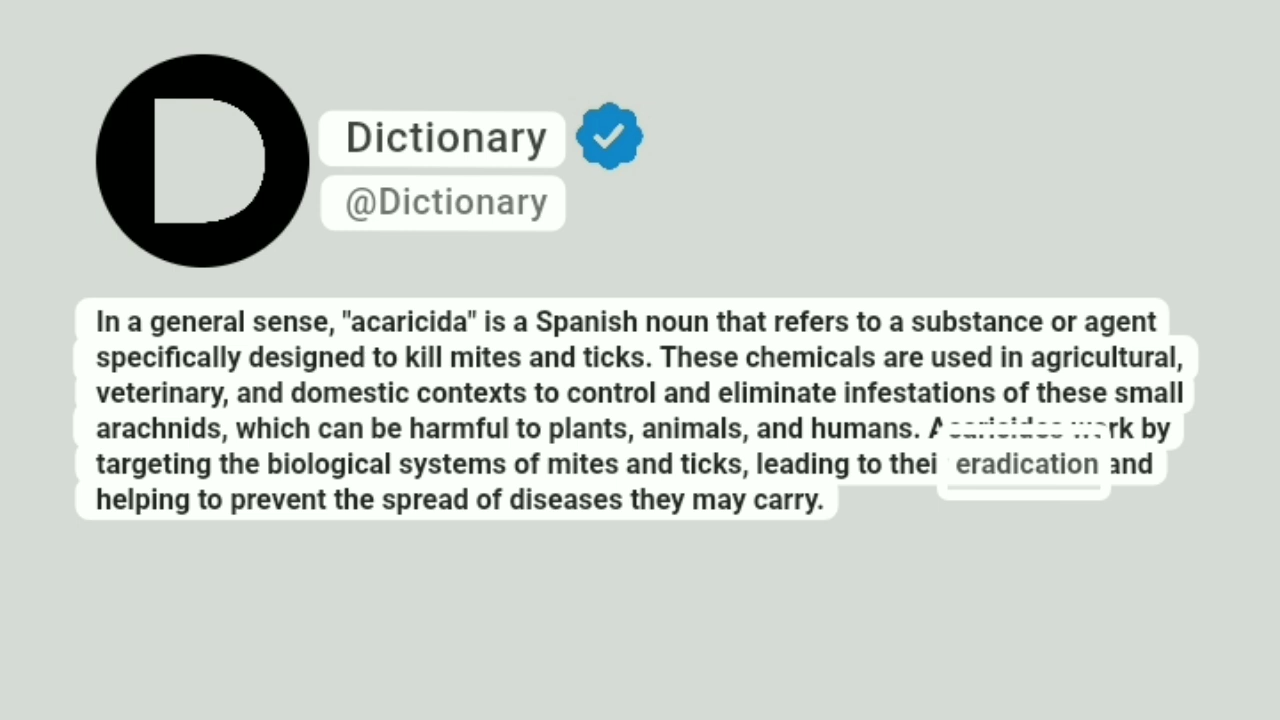 D
Dictionary
@Dictionary
In a general sense, "acaricida" is a Spanish noun that refers to a substance or agent
specifically designed to kill mites and ticks. These chemicals are used in agricultural,
veterinary, and domestic contexts to control and eliminate infestations of these small
arachnids, which can be harmful to plants, animals, and humans. Acaricides work by
targeting the biological systems of mites and ticks, leading to thei eradication and
helping to prevent the spread of diseases they may carry.